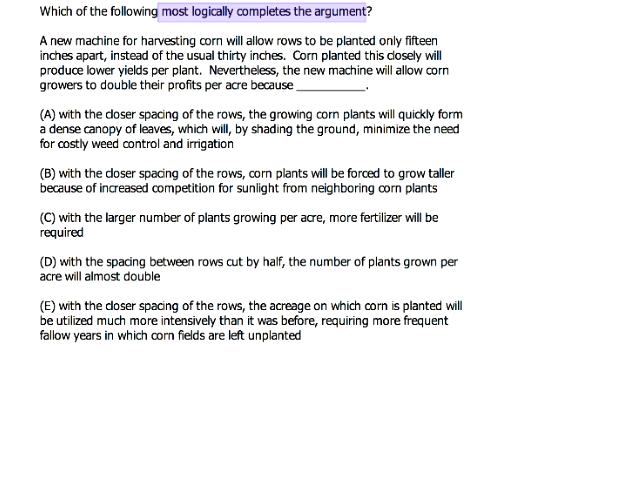 Which of the following most logically completes the argument?
A new machine for harvesting corn will allow rows to be planted only fifteen
inches apart, instead of the usual thirty inches. Corn planted this closely will
produce lower yields per plant. Nevertheless, the new machine will allow corn
growers to double their profits per acre because __________.
(A) with the closer spacing of the rows, the growing corn plants will quickly form
a dense canopy of leaves, which will, by shading the ground, minimize the need
for costly weed control and irrigation
(B) with the closer spacing of the rows, corn plants will be forced to grow taller
because of increased competition for sunlight from neighboring corn plants
(C) with the larger number of plants growing per acre, more fertilizer will be
required
(D) with the spacing between rows cut by half, the number of plants grown per
acre will almost double
(E) with the closer spacing of the rows, the acreage on which corn is planted will
be utilized much more intensively than it was before, requiring more frequent
fallow years in which corn fields are left unplanted